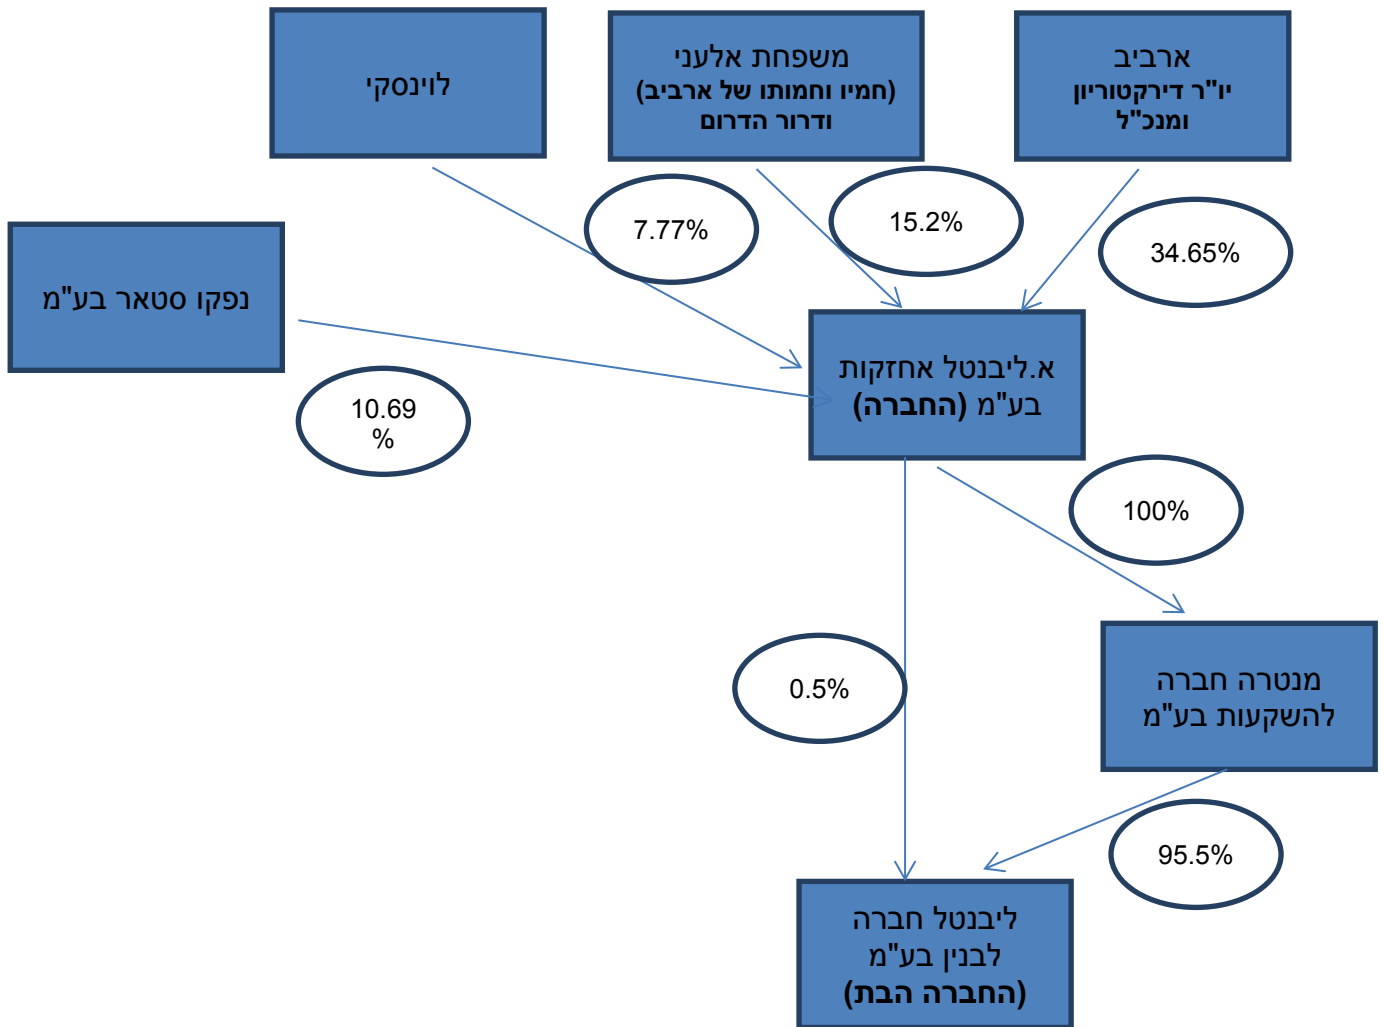 ארביב
יו"ר דירקטוריון
ומנכ"ל
משפחת אלעני
(חמיו וחמותו של ארביב)
ודרור הדרום
לוינסקי
7.77%
15.2%
34.65%
נפקו סטאר בע"מ
10.69
%
א.ליבנטל אחזקות
בע"מ (החברה)
100%
0.5%
מנטרה חברה
להשקעות בע"מ
95.5%
ליבנטל חברה
לבנין בע"מ
(החברה הבת)